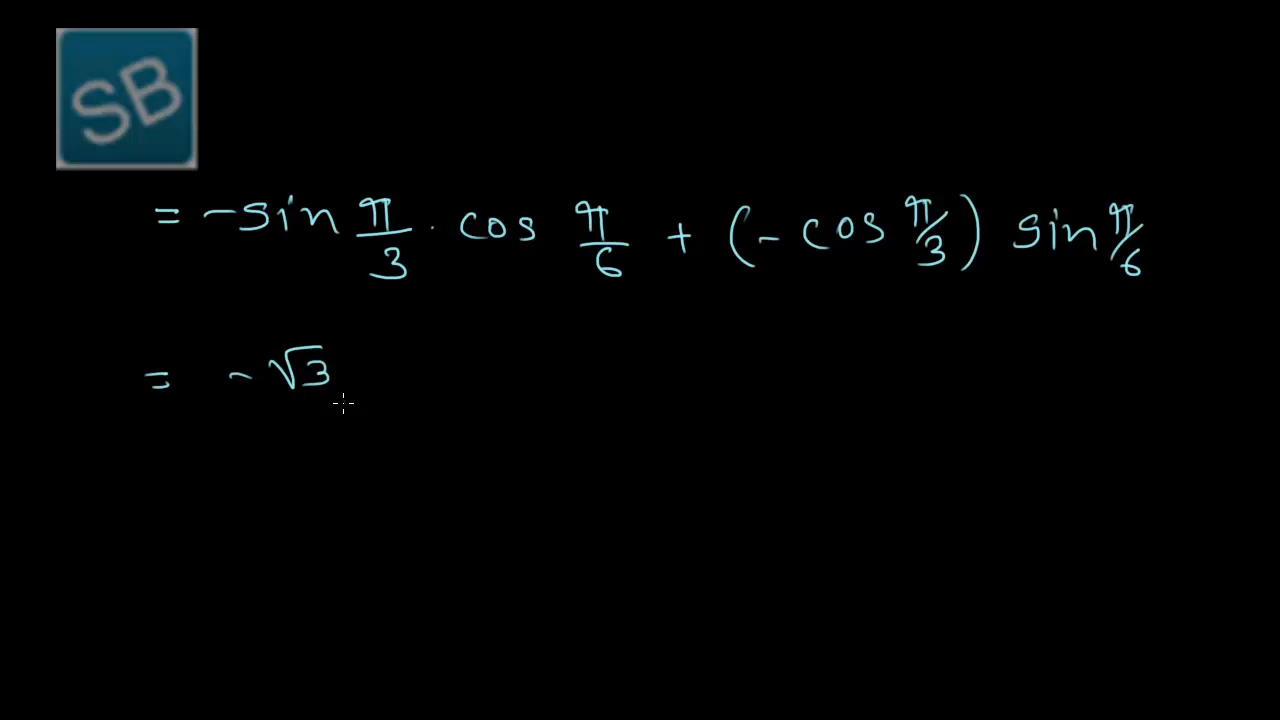 SB
= -sin π/3 · cos π/6 + (-cos π/3) sin π/6
= -√3